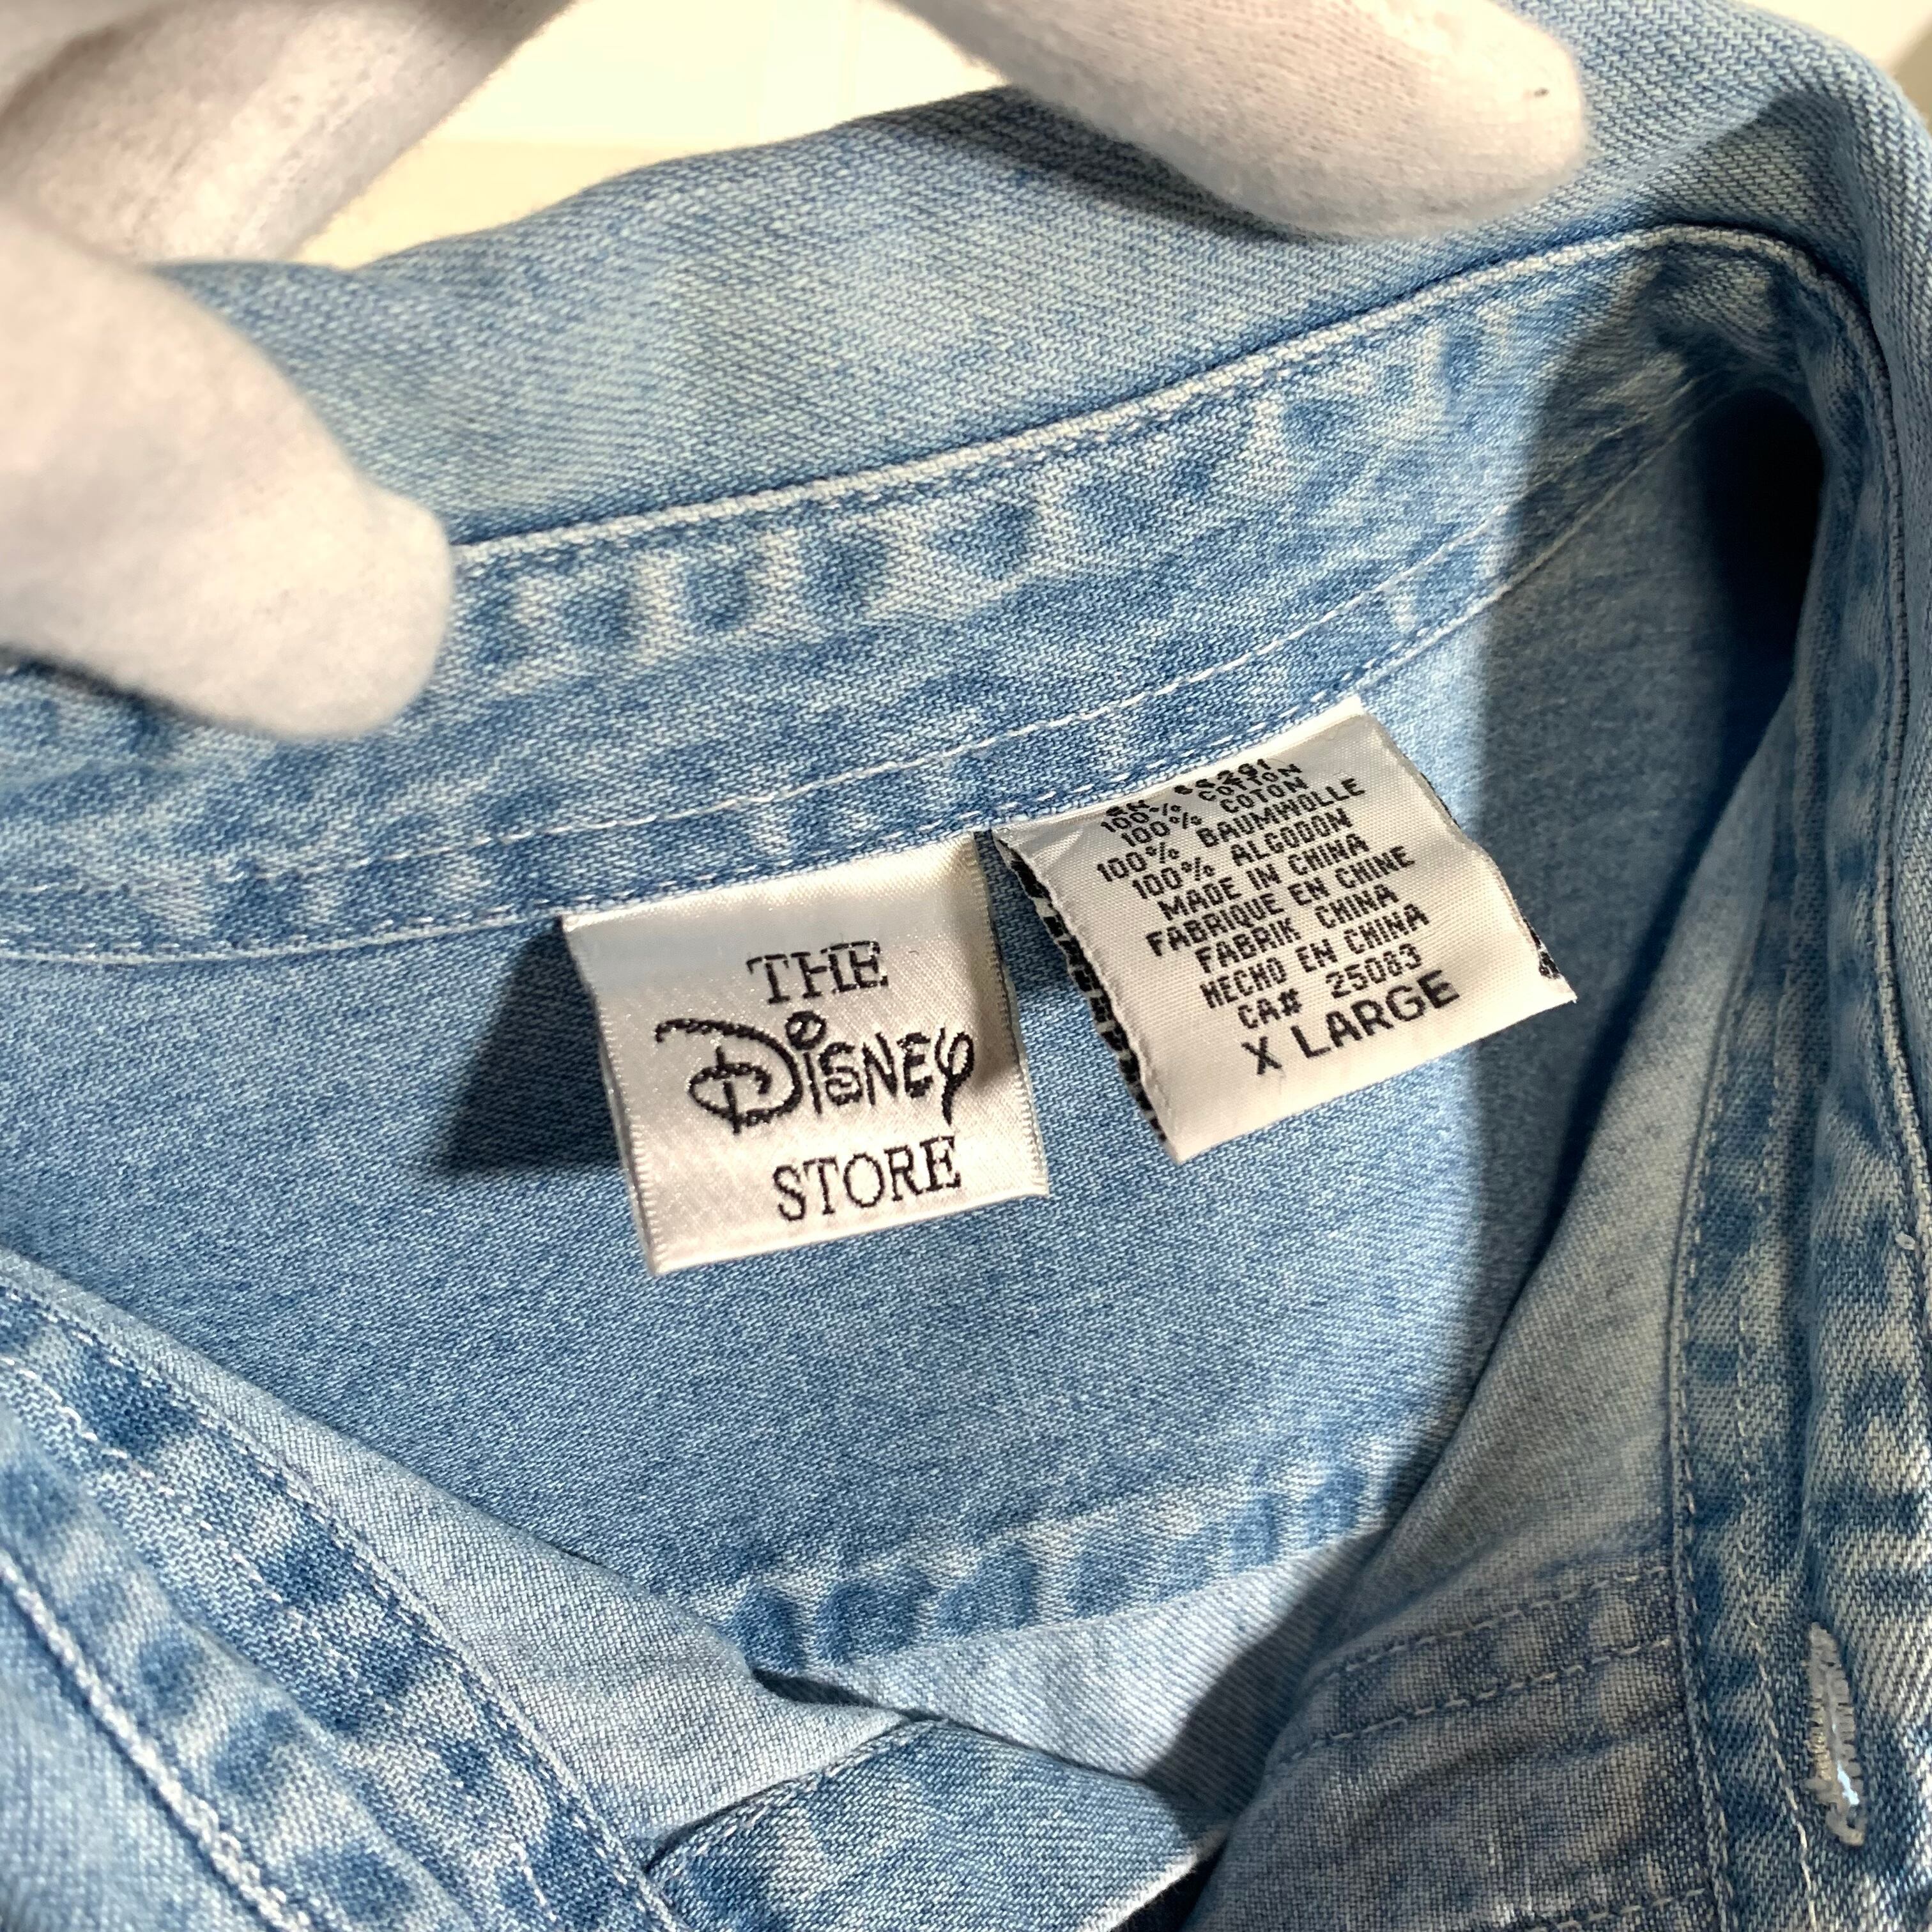 THE
Disney
STORE
100% COTTON
100% COTON
100% BAUMWOLLE
100% ALGODON
MADE IN CHINA
FABRIQUE EN CHINE
FABRIK CHINA
HECHO EN CHINA
CA# 25083
X LARGE